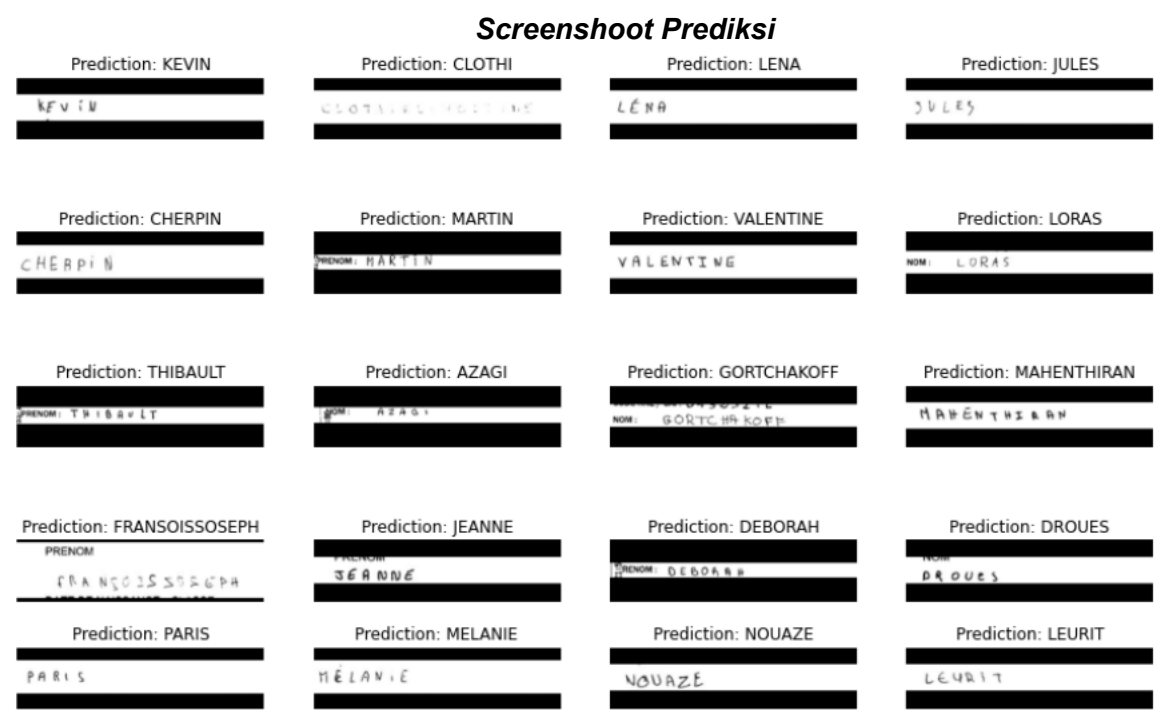 Screenshoot Prediksi
Prediction: KEVIN
KEVIN
Prediction: CLOTHI
Prediction: LENA
LÉNA
Prediction: JULES
JULES
Prediction: CHERPIN
CHERPIN
Prediction: MARTIN
PRENOM: MARTIN
Prediction: VALENTINE
VALENTINE
Prediction: LORAS
NOM: LORAS
Prediction: THIBAULT
PRENOM: THIBAULT
Prediction: AZAGI
NOM: AZAGI
Prediction: GORTCHAKOFF
NOM: GORTCHAKOFF
Prediction: MAHENTHIRAN
MAHENTHIRAN
Prediction: FRANSOISSOSEPH
PRENOM
FRANÇOISJOSEPH
Prediction: JEANNE
PRENOM
JEANNE
Prediction: DEBORAH
PRENOM: DEBORAH
Prediction: DROUES
NOM
DROUES
Prediction: PARIS
PARIS
Prediction: MELANIE
MÉLANIE
Prediction: NOUAZE
NOUAZE
Prediction: LEURIT
LEURIT